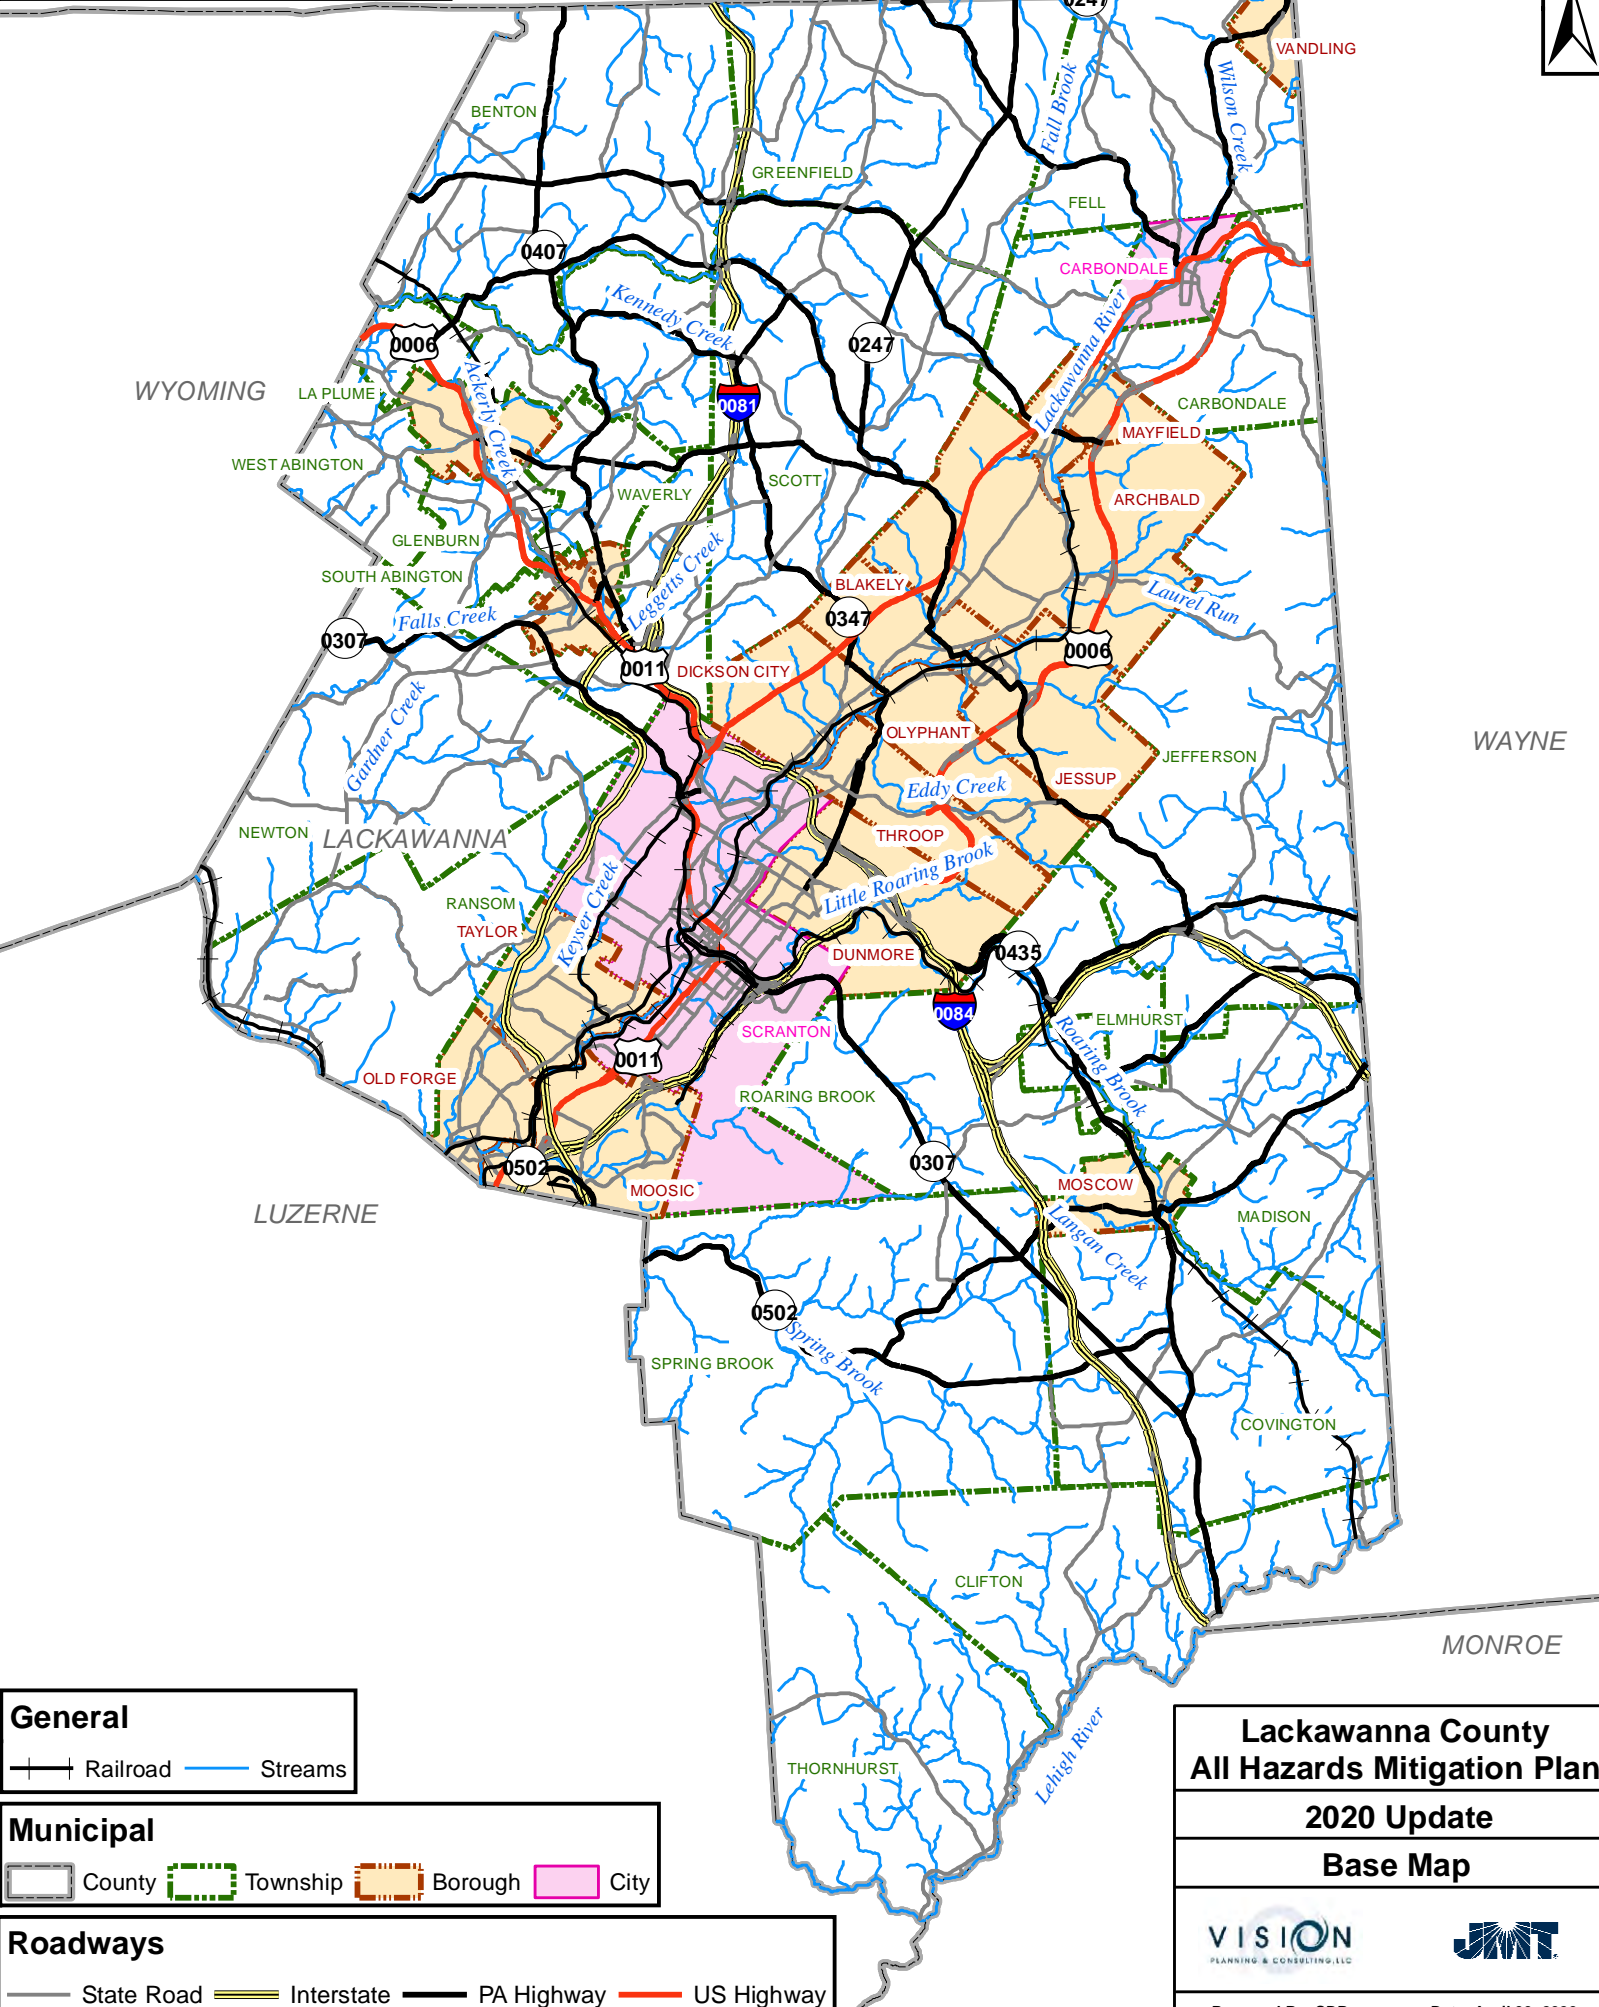 0247
VANDLING
Wilson Creek
Fall Brook
BENTON
GREENFIELD
FELL
0407
CARBONDALE
Kennedy Creek
Lackawanna River
0006
0247
WYOMING
LA PLUME
Ackerly Creek
0081
CARBONDALE
MAYFIELD
WEST ABINGTON
WAVERLY
SCOTT
ARCHBALD
GLENBURN
SOUTH ABINGTON
Leggetts Creek
BLAKELY
Laurel Run
Falls Creek
0307
0347
0006
0011
DICKSON CITY
Gardner Creek
OLYPHANT
WAYNE
JEFFERSON
JESSUP
Eddy Creek
NEWTON
LACKAWANNA
THROOP
Little Roaring Brook
Keyser Creek
RANSOM
TAYLOR
DUNMORE
0435
0084
ELMHURST
SCRANTON
Roaring Brook
0011
OLD FORGE
ROARING BROOK
0502
0307
MOOSIC
MOSCOW
LUZERNE
MADISON
Langan Creek
0502
Spring Brook
SPRING BROOK
COVINGTON
CLIFTON
MONROE
Lehigh River
THORNHURST
General
Railroad Streams
Municipal
County Township Borough City
Roadways
State Road Interstate PA Highway US Highway
Lackawanna County
All Hazards Mitigation Plan
2020 Update
Base Map
VISION
PLANNING & CONSULTING, LLC
JMT